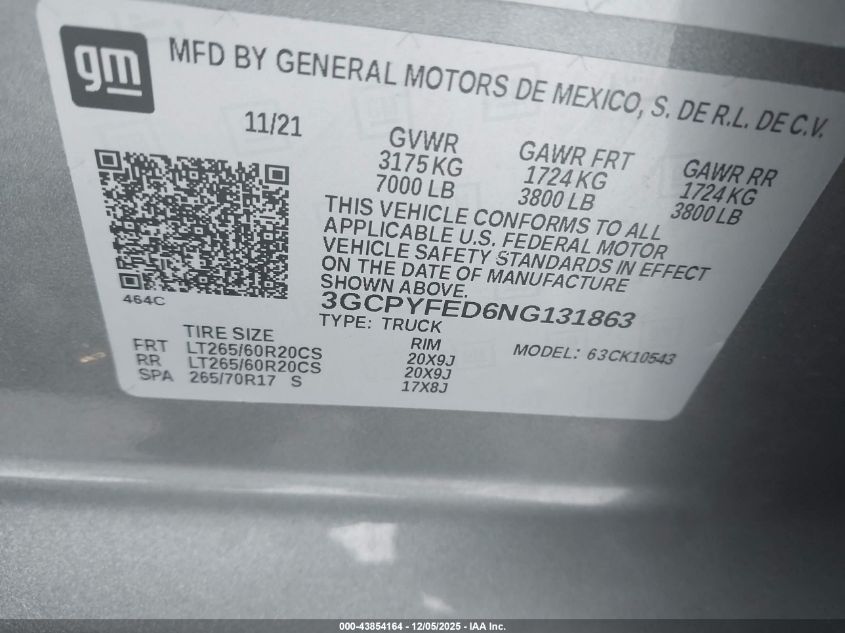 gm
MFD BY GENERAL MOTORS DE MEXICO, S. DE R.L. DE C.V.
11/21
GVWR GAWR FRT GAWR RR
3175 KG 1724 KG 1724 KG
7000 LB 3800 LB 3800 LB
THIS VEHICLE CONFORMS TO ALL
APPLICABLE U.S. FEDERAL MOTOR
VEHICLE SAFETY STANDARDS IN EFFECT
ON THE DATE OF MANUFACTURE
SHOWN ABOVE.
464C
3GCPYFED6NG131863
TYPE: TRUCK
TIRE SIZE RIM MODEL: 63CK10543
FRT LT265/60R20CS 20X9J
RR LT265/60R20CS 20X9J
SPA 265/70R17 S 17X8J
000-43854164 - 12/05/2025 - IAA Inc.